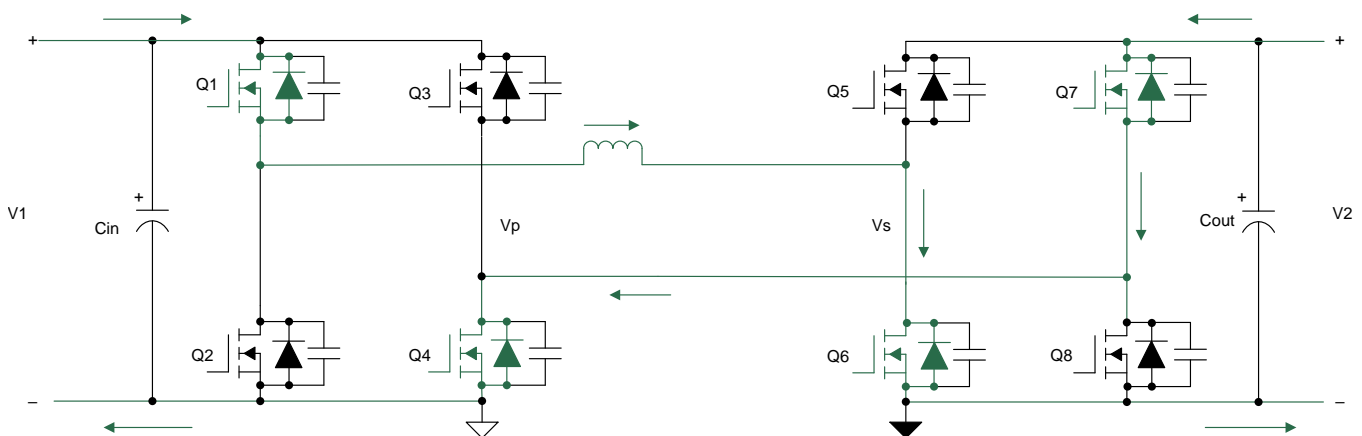 +
+
Q1
Q3
Q5
Q7
+
+
V1
Cin
Vp
Vs
Cout
V2
Q2
Q4
Q6
Q8
–
–